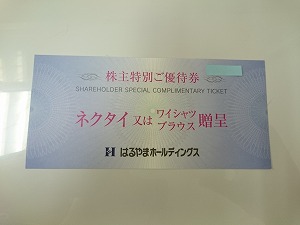 株主特別ご優待券
SHAREHOLDER SPECIAL COMPLIMENTARY TICKET
ネクタイ又はワイシャツ
ブラウス贈呈
はるやまホールディングス